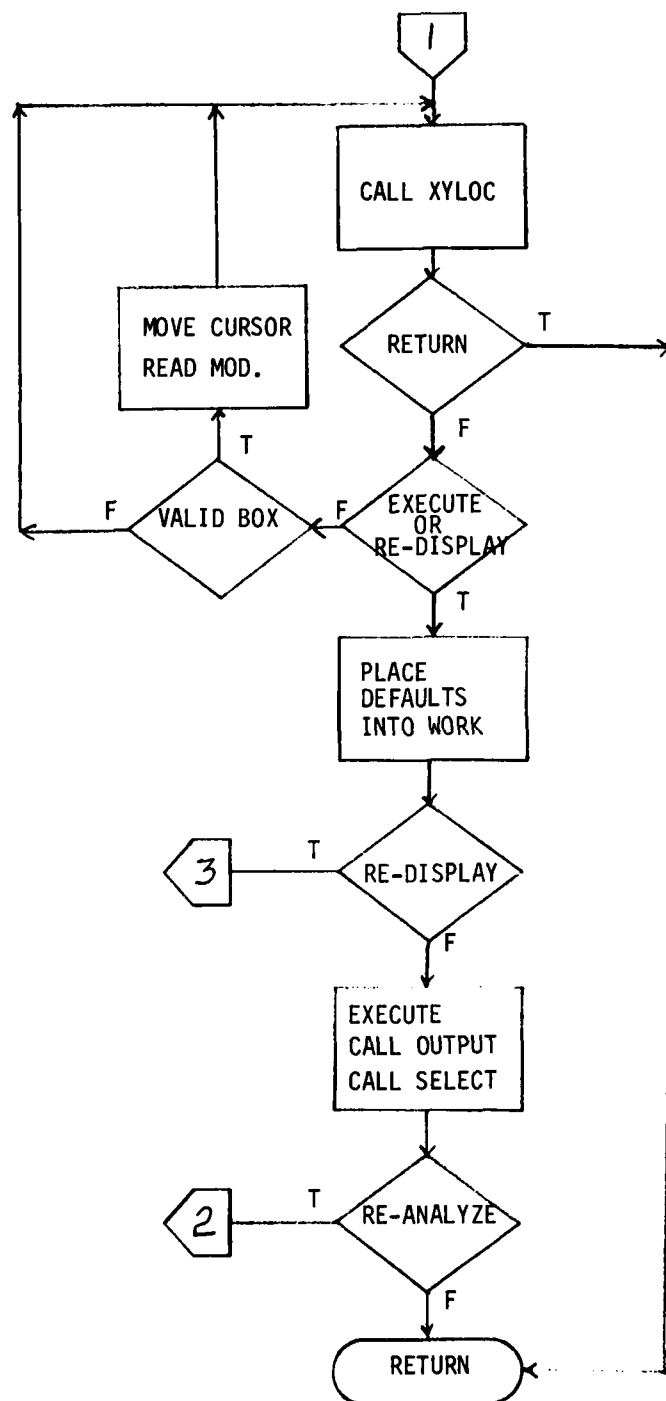 1
CALL XYLOC
RETURN
T
F
MOVE CURSOR
READ MOD.
T
F
VALID BOX
F
EXECUTE
OR
RE-DISPLAY
T
PLACE
DEFAULTS
INTO WORK
3
T
RE-DISPLAY
F
EXECUTE
CALL OUTPUT
CALL SELECT
2
T
RE-ANALYZE
F
RETURN